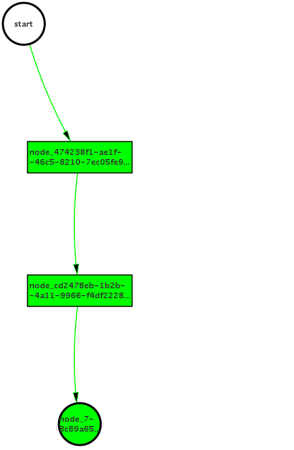 start
node_474238f1-ae1f-
-46c5-8210-7ec05fe9...
node_cd2478eb-1b2b-
-4a11-9966-f4df2228...
node_7-
3c89a65...